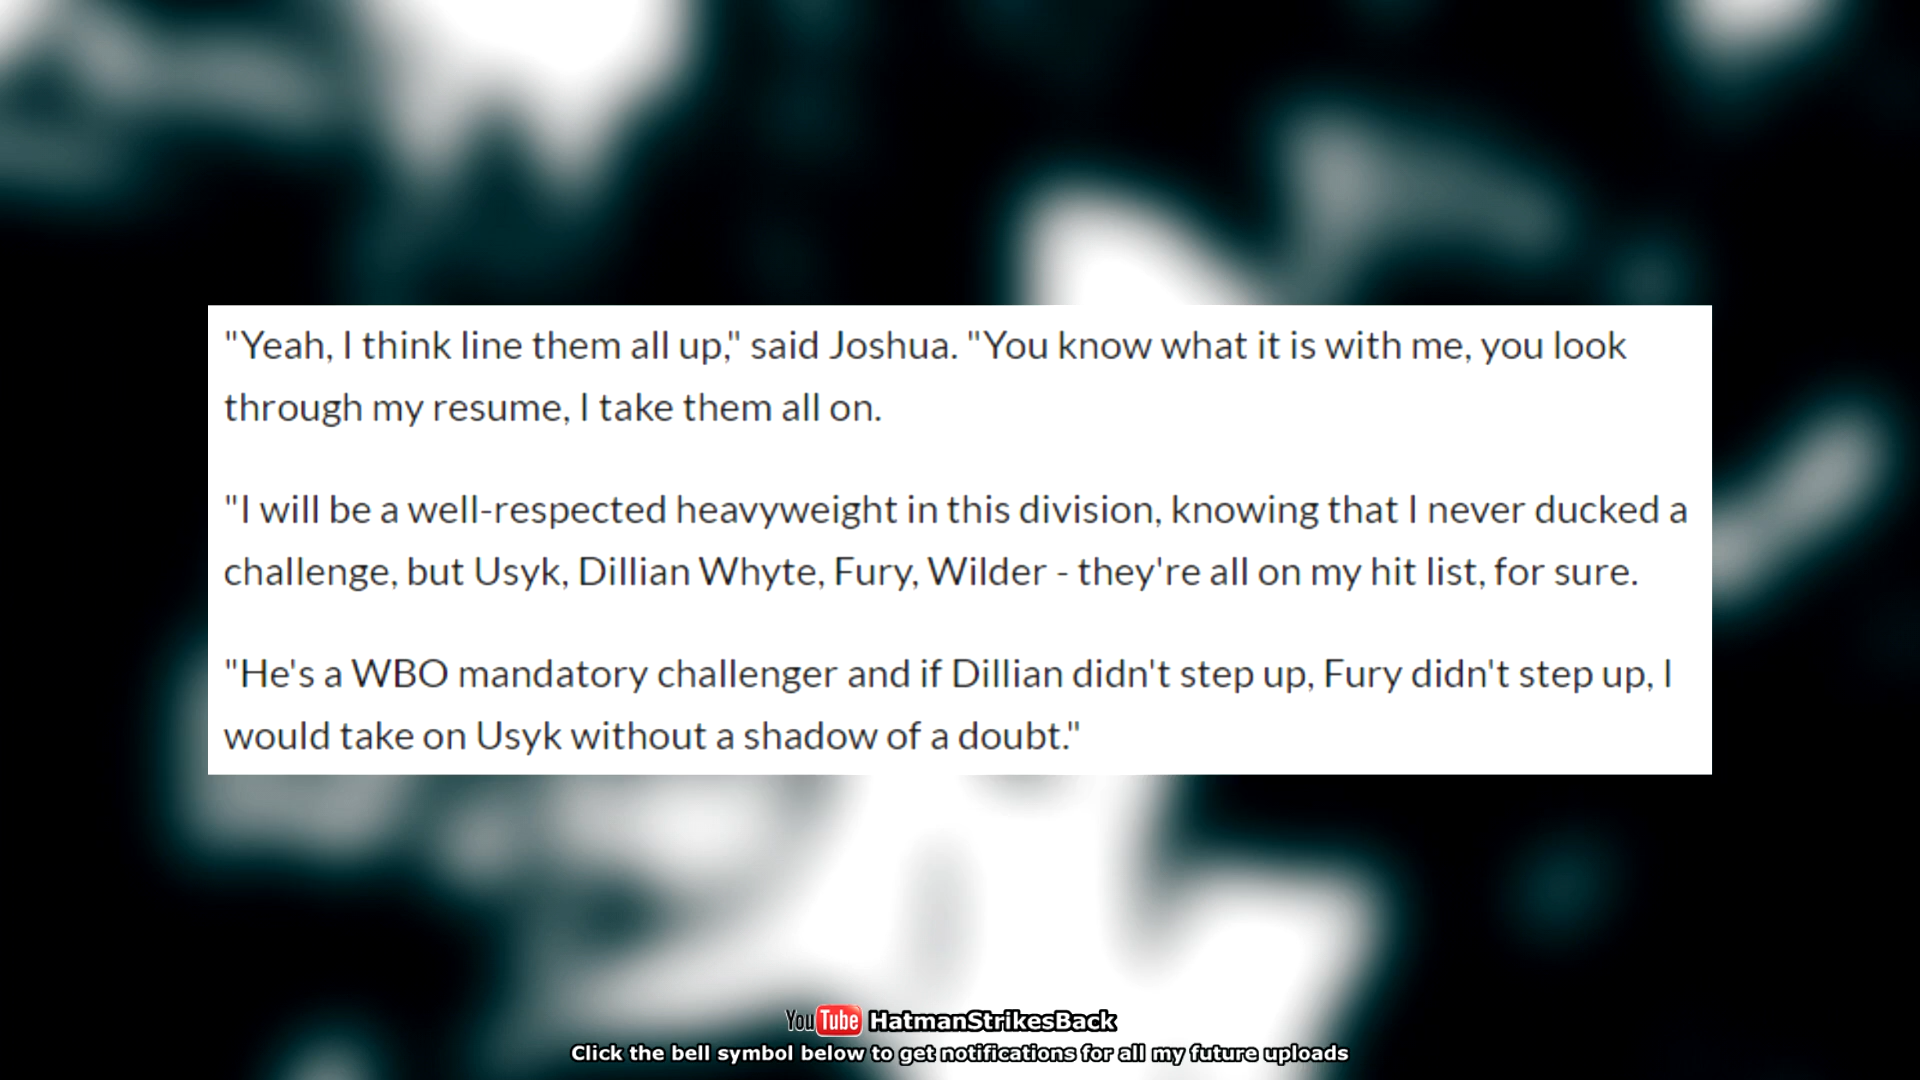 "Yeah, I think line them all up," said Joshua. "You know what it is with me, you look
through my resume, I take them all on.
"I will be a well-respected heavyweight in this division, knowing that I never ducked a
challenge, but Usyk, Dillian Whyte, Fury, Wilder - they're all on my hit list, for sure.
"He's a WBO mandatory challenger and if Dillian didn't step up, Fury didn't step up, I
would take on Usyk without a shadow of a doubt."
YouTube HatmanStrikesBack
Click the bell symbol below to get notifications for all my future uploads